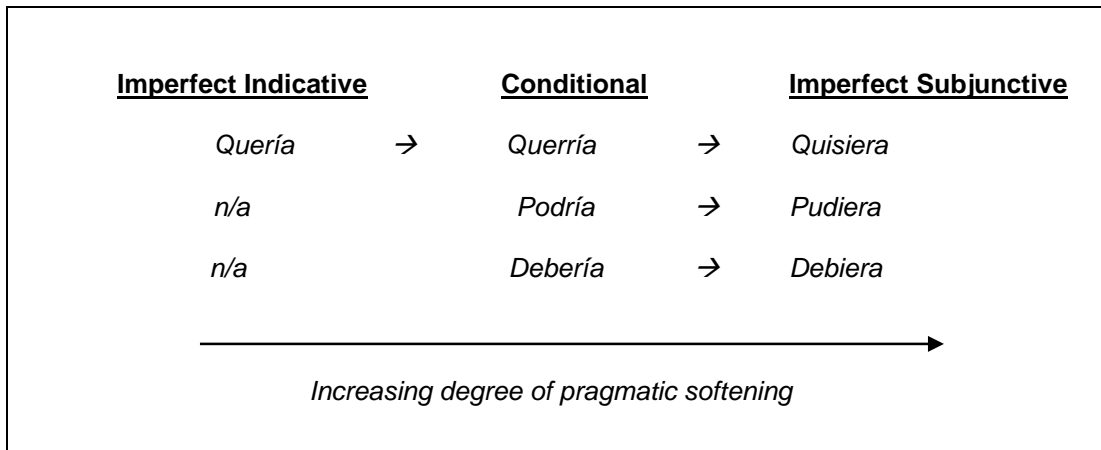 Imperfect Indicative Conditional Imperfect Subjunctive
Quería → Querría → Quisiera
n/a Podría → Pudiera
n/a Debería → Debiera
Increasing degree of pragmatic softening